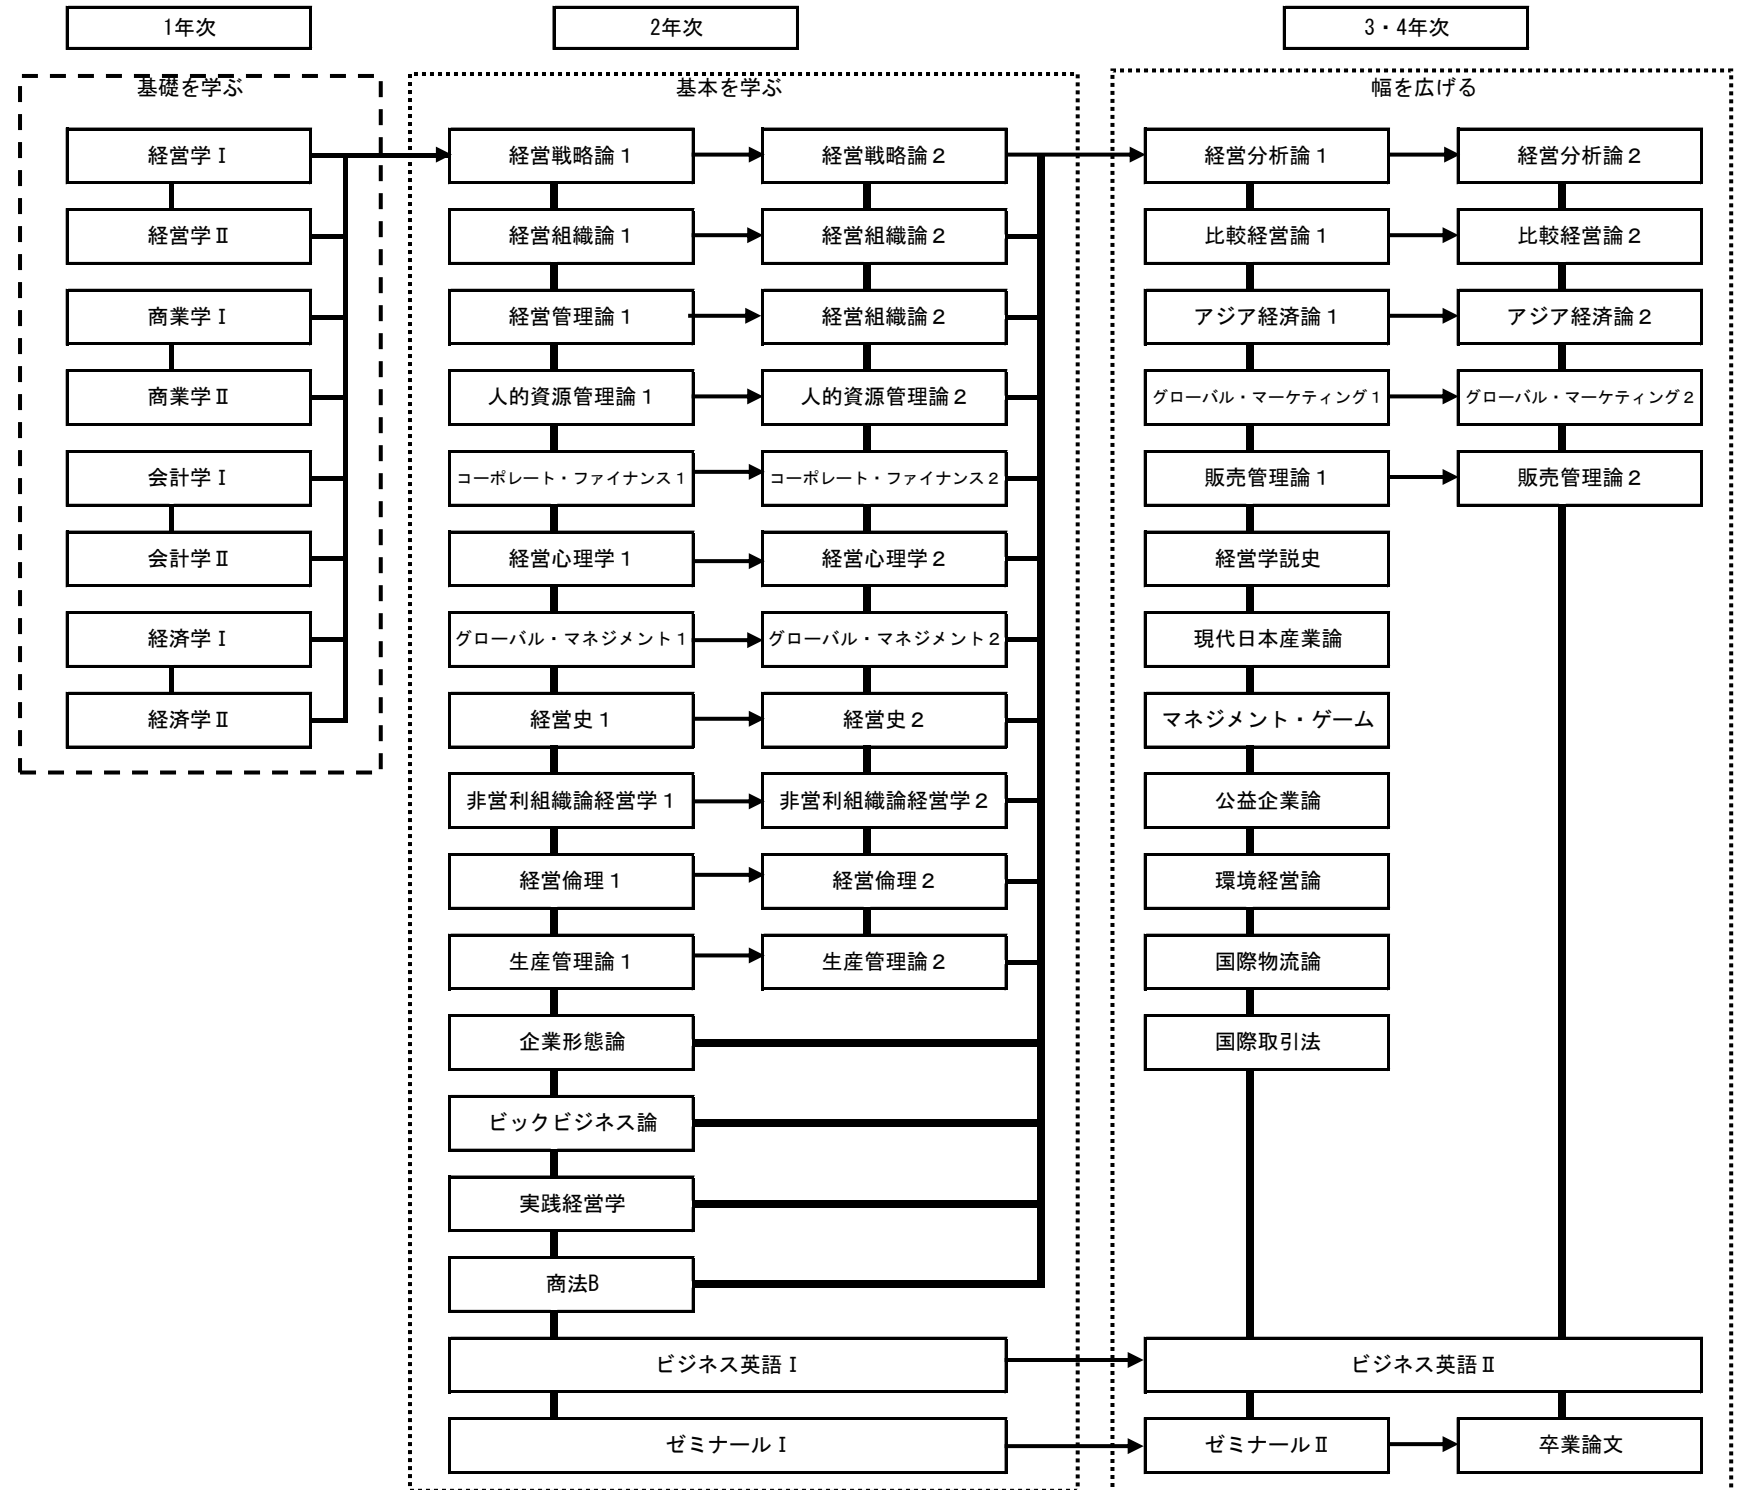 1年次
2年次
3・4年次
基礎を学ぶ
基本を学ぶ
幅を広げる
経営学Ⅰ
経営戦略論1
経営戦略論2
経営分析論1
経営分析論2
経営学Ⅱ
経営組織論1
経営組織論2
比較経営論1
比較経営論2
商業学Ⅰ
経営管理論1
経営組織論2
アジア経済論1
アジア経済論2
商業学Ⅱ
人的資源管理論1
人的資源管理論2
グローバル・マーケティング1
グローバル・マーケティング2
会計学Ⅰ
コーポレート・ファイナンス1
コーポレート・ファイナンス2
販売管理論1
販売管理論2
会計学Ⅱ
経営心理学1
経営心理学2
経営学説史
経済学Ⅰ
グローバル・マネジメント1
グローバル・マネジメント2
現代日本産業論
経済学Ⅱ
経営史1
経営史2
マネジメント・ゲーム
非営利組織論経営学1
非営利組織論経営学2
公益企業論
経営倫理1
経営倫理2
環境経営論
生産管理論1
生産管理論2
国際物流論
企業形態論
国際取引法
ビックビジネス論
実践経営学
商法B
ビジネス英語Ⅰ
ビジネス英語Ⅱ
ゼミナールⅠ
ゼミナールⅡ
卒業論文